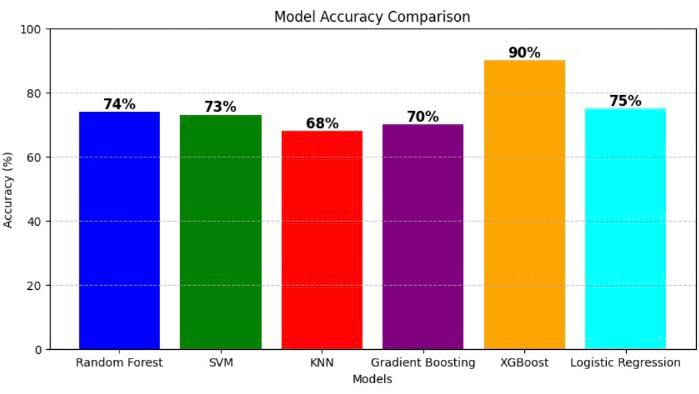 Model Accuracy Comparison
100
80
60
40
20
0
Accuracy (%)
74%
73%
68%
70%
90%
75%
Random Forest
SVM
KNN
Gradient Boosting
XGBoost
Logistic Regression
Models